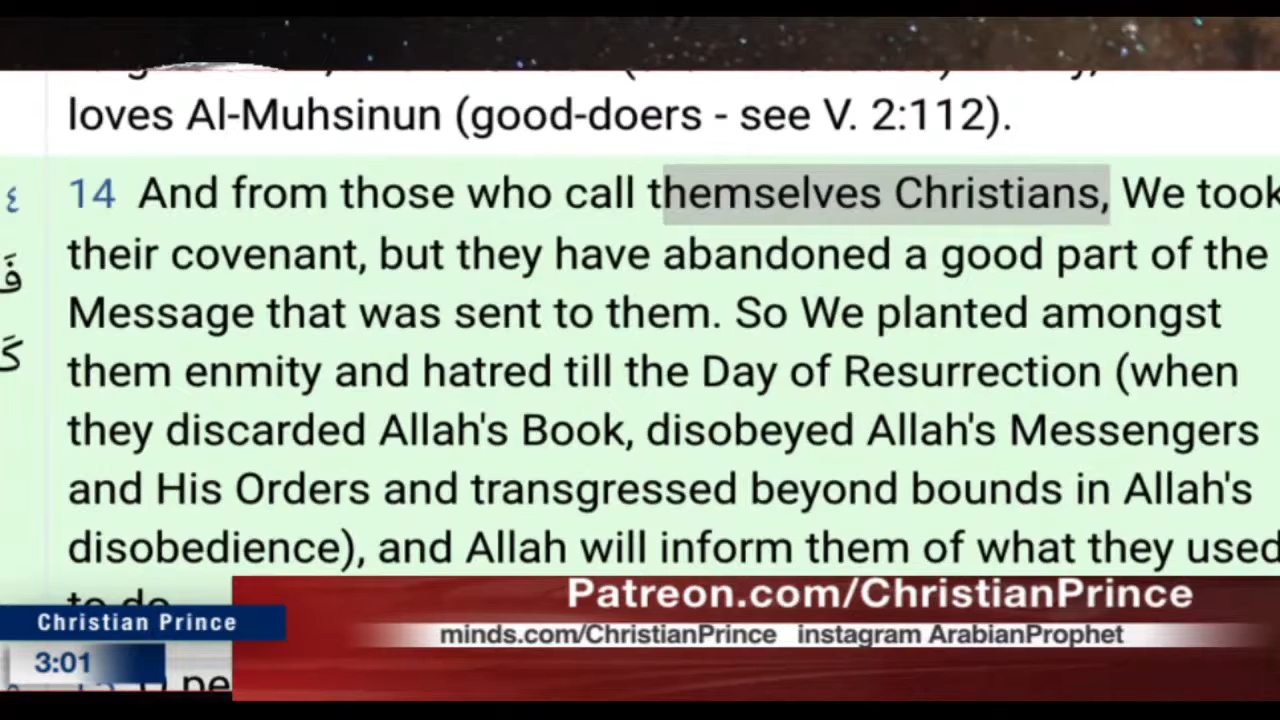 loves Al-Muhsinun (good-doers - see V. 2:112).
14 And from those who call themselves Christians, We took
their covenant, but they have abandoned a good part of the
Message that was sent to them. So We planted amongst
them enmity and hatred till the Day of Resurrection (when
they discarded Allah's Book, disobeyed Allah's Messengers
and His Orders and transgressed beyond bounds in Allah's
disobedience), and Allah will inform them of what they used
to do
Patreon.com/ChristianPrince
Christian Prince
minds.com/ChristianPrince instagram ArabianProphet
3:01